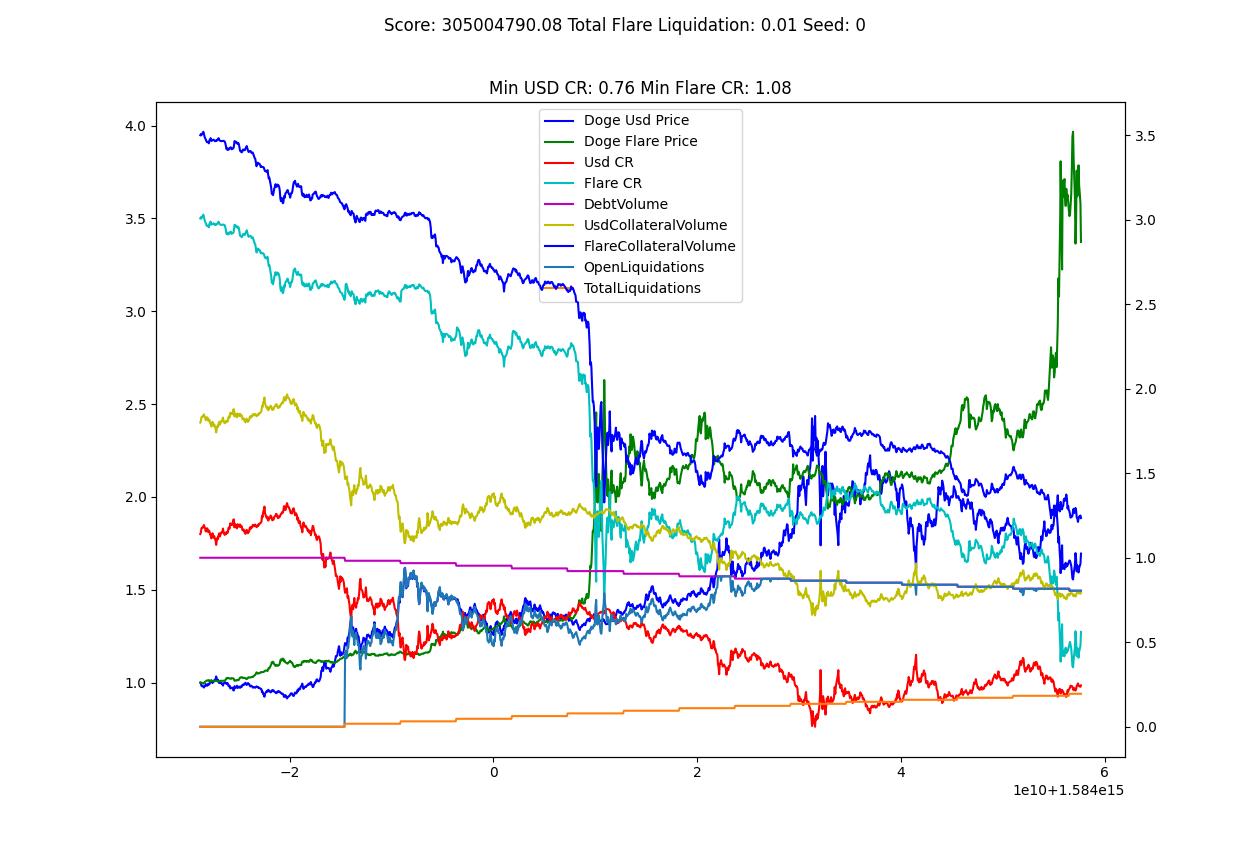 Score: 305004790.08 Total Flare Liquidation: 0.01 Seed: 0
Min USD CR: 0.76 Min Flare CR: 1.08
Doge Usd Price
Doge Flare Price
Usd CR
Flare CR
DebtVolume
UsdCollateralVolume
FlareCollateralVolume
OpenLiquidations
TotalLiquidations
4.0
3.5
3.0
2.5
2.0
1.5
1.0
3.5
3.0
2.5
2.0
1.5
1.0
0.5
0.0
−2 0 2 4 6
1e10+1.584e15